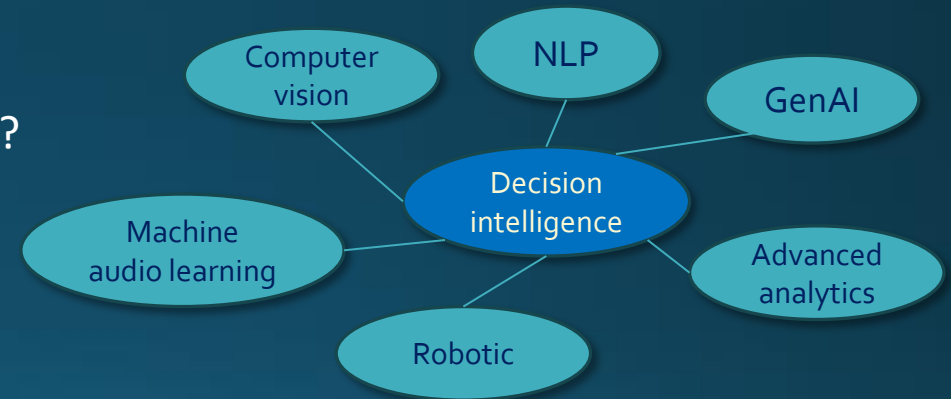 ?
Computer
vision
NLP
GenAI
Decision
intelligence
Machine
audio learning
Advanced
analytics
Robotic